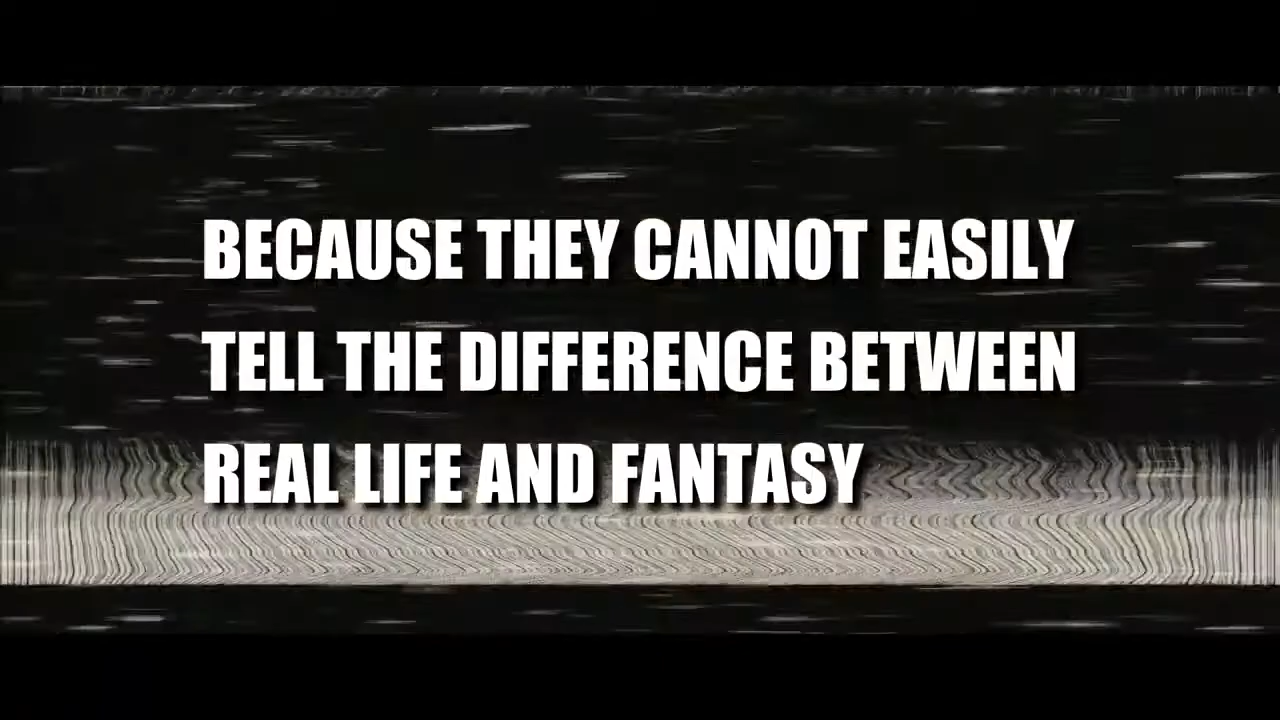 BECAUSE THEY CANNOT EASILY
TELL THE DIFFERENCE BETWEEN
REAL LIFE AND FANTASY